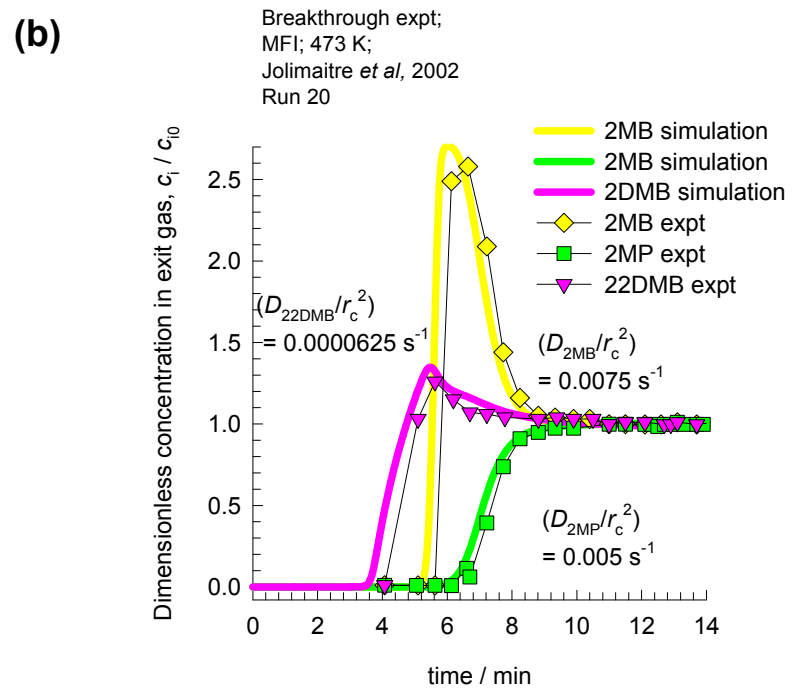 (b)
Breakthrough expt;
MFI; 473 K;
Jolimaitre et al, 2002
Run 20
2MB simulation
2MB simulation
2DMB simulation
2MB expt
2MP expt
22DMB expt
Dimensionless concentration in exit gas, cᵢ / cᵢ₀
2.5
2.0
1.5
1.0
0.5
0.0
(D₂₂DMB/r_c²)
= 0.0000625 s⁻¹
(D₂MB/r_c²)
= 0.0075 s⁻¹
(D₂MP/r_c²)
= 0.005 s⁻¹
0 2 4 6 8 10 12 14
time / min